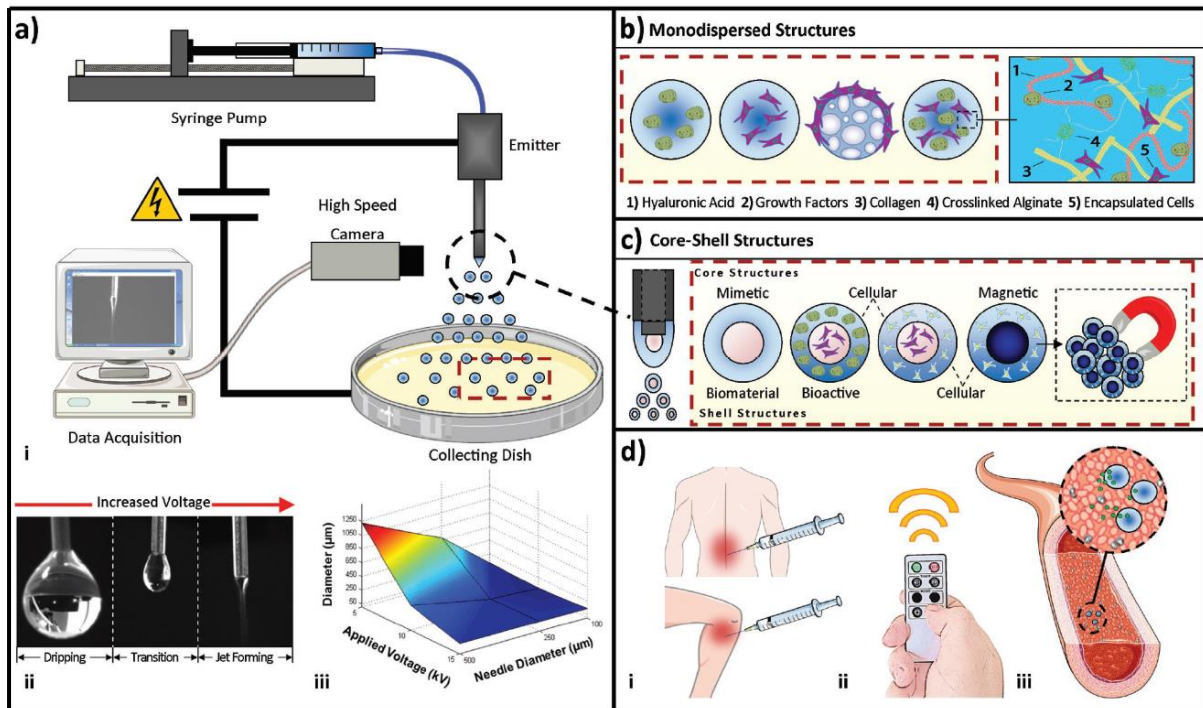 a)
Syringe Pump
Emitter
High Speed
Camera
Data Acquisition
Collecting Dish
i
Increased Voltage
Dripping
Transition
Jet Forming
ii
Diameter (µm)
1250
1050
850
650
450
250
50
5
10
15
Applied Voltage (kV)
500
250
100
Needle Diameter (µm)
iii
b) Monodispersed Structures
1
2
3
4
5
1) Hyaluronic Acid 2) Growth Factors 3) Collagen 4) Crosslinked Alginate 5) Encapsulated Cells
c) Core-Shell Structures
Core Structures
Mimetic
Cellular
Magnetic
Biomaterial
Bioactive
Cellular
Shell Structures
d)
i
ii
iii